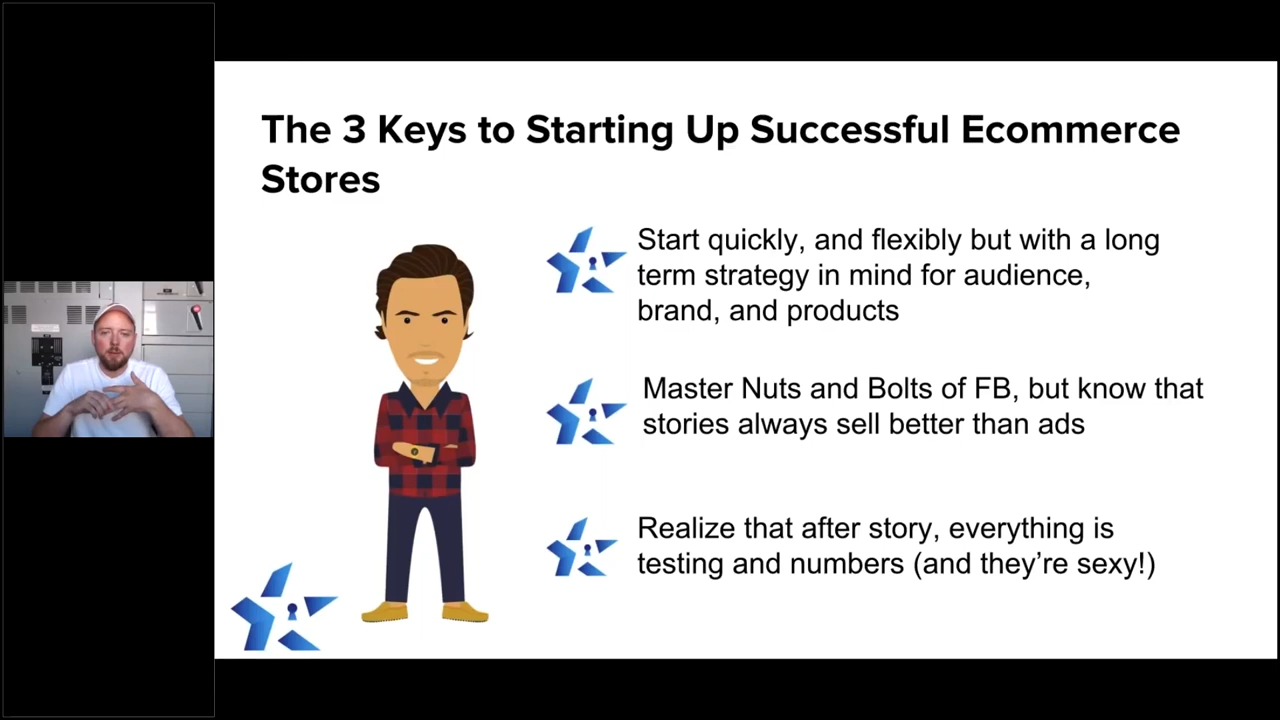 The 3 Keys to Starting Up Successful Ecommerce
Stores
Start quickly, and flexibly but with a long
term strategy in mind for audience,
brand, and products
Master Nuts and Bolts of FB, but know that
stories always sell better than ads
Realize that after story, everything is
testing and numbers (and they’re sexy!)